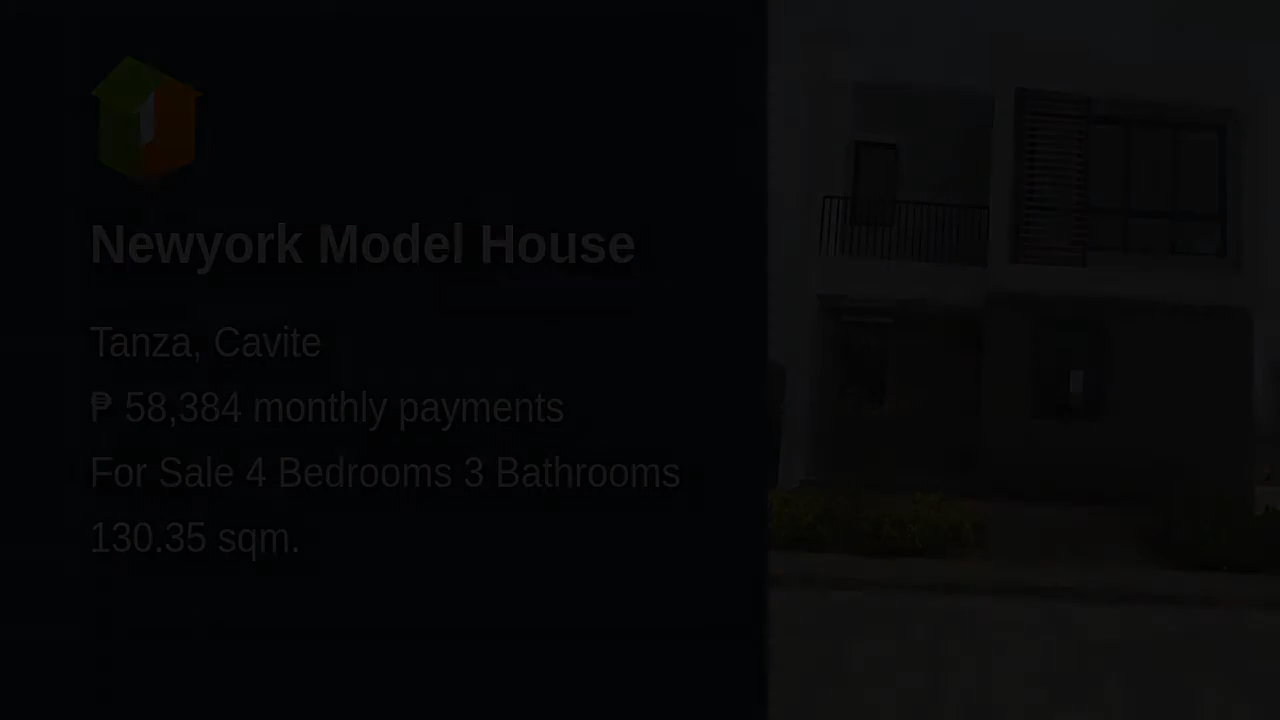 Newyork Model House
Tanza, Cavite
₱ 58,384 monthly payments
For Sale 4 Bedrooms 3 Bathrooms
130.35 sqm.